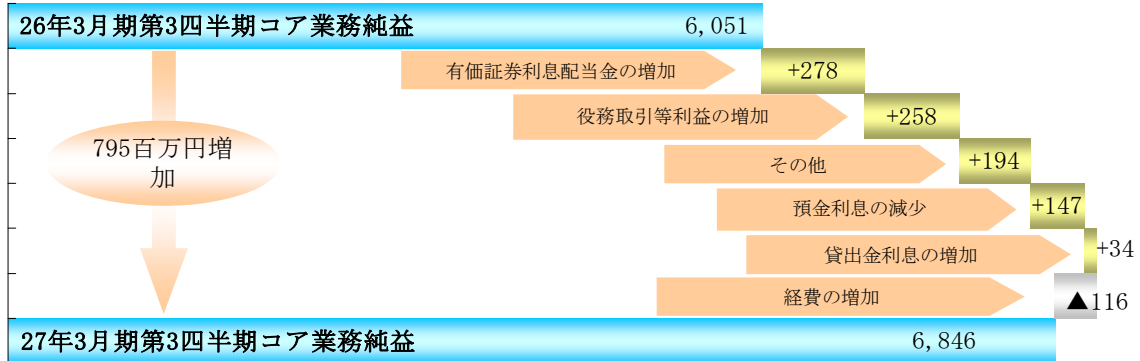 26年3月期第3四半期コア業務純益 6,051
有価証券利息配当金の増加 +278
役務取引等利益の増加 +258
795百万円増
加
その他 +194
預金利息の減少 +147
貸出金利息の増加 +34
経費の増加 ▲116
27年3月期第3四半期コア業務純益 6,846